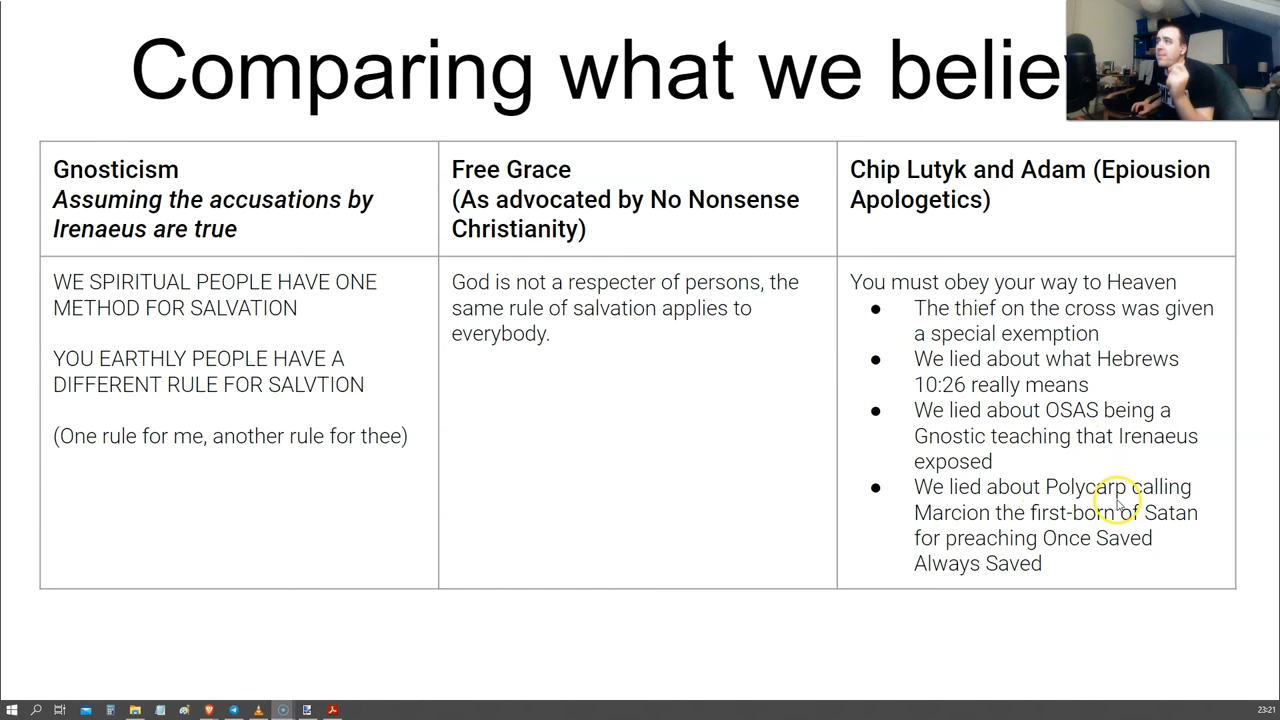 Comparing what we belie
Gnosticism
Assuming the accusations by
Irenaeus are true
Free Grace
(As advocated by No Nonsense
Christianity)
Chip Lutyk and Adam (Epiousion
Apologetics)
WE SPIRITUAL PEOPLE HAVE ONE
METHOD FOR SALVATION
YOU EARTHLY PEOPLE HAVE A
DIFFERENT RULE FOR SALVTION
(One rule for me, another rule for thee)
God is not a respecter of persons, the
same rule of salvation applies to
everybody.
You must obey your way to Heaven
● The thief on the cross was given
a special exemption
● We lied about what Hebrews
10:26 really means
● We lied about OSAS being a
Gnostic teaching that Irenaeus
exposed
● We lied about Polycarp calling
Marcion the first-born of Satan
for preaching Once Saved
Always Saved
23:21